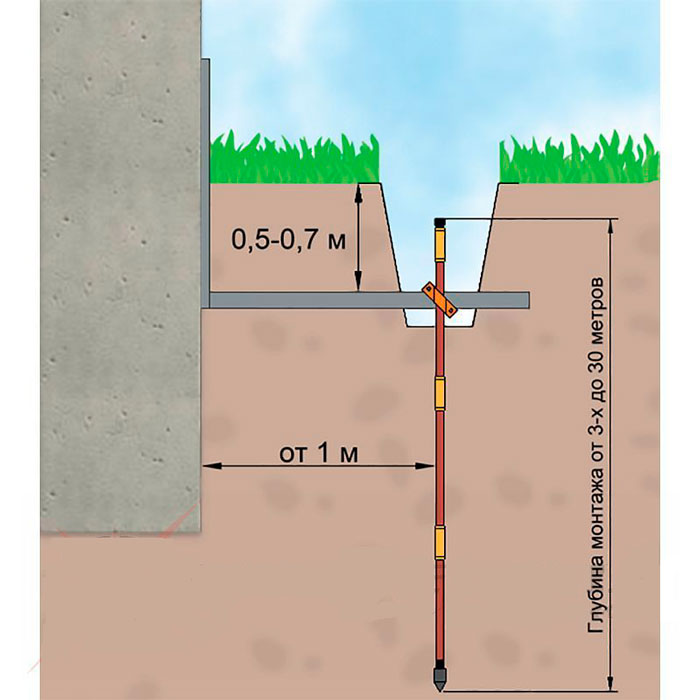 0,5-0,7 м
от 1 м
Глубина монтажа от 3-х до 30 метров